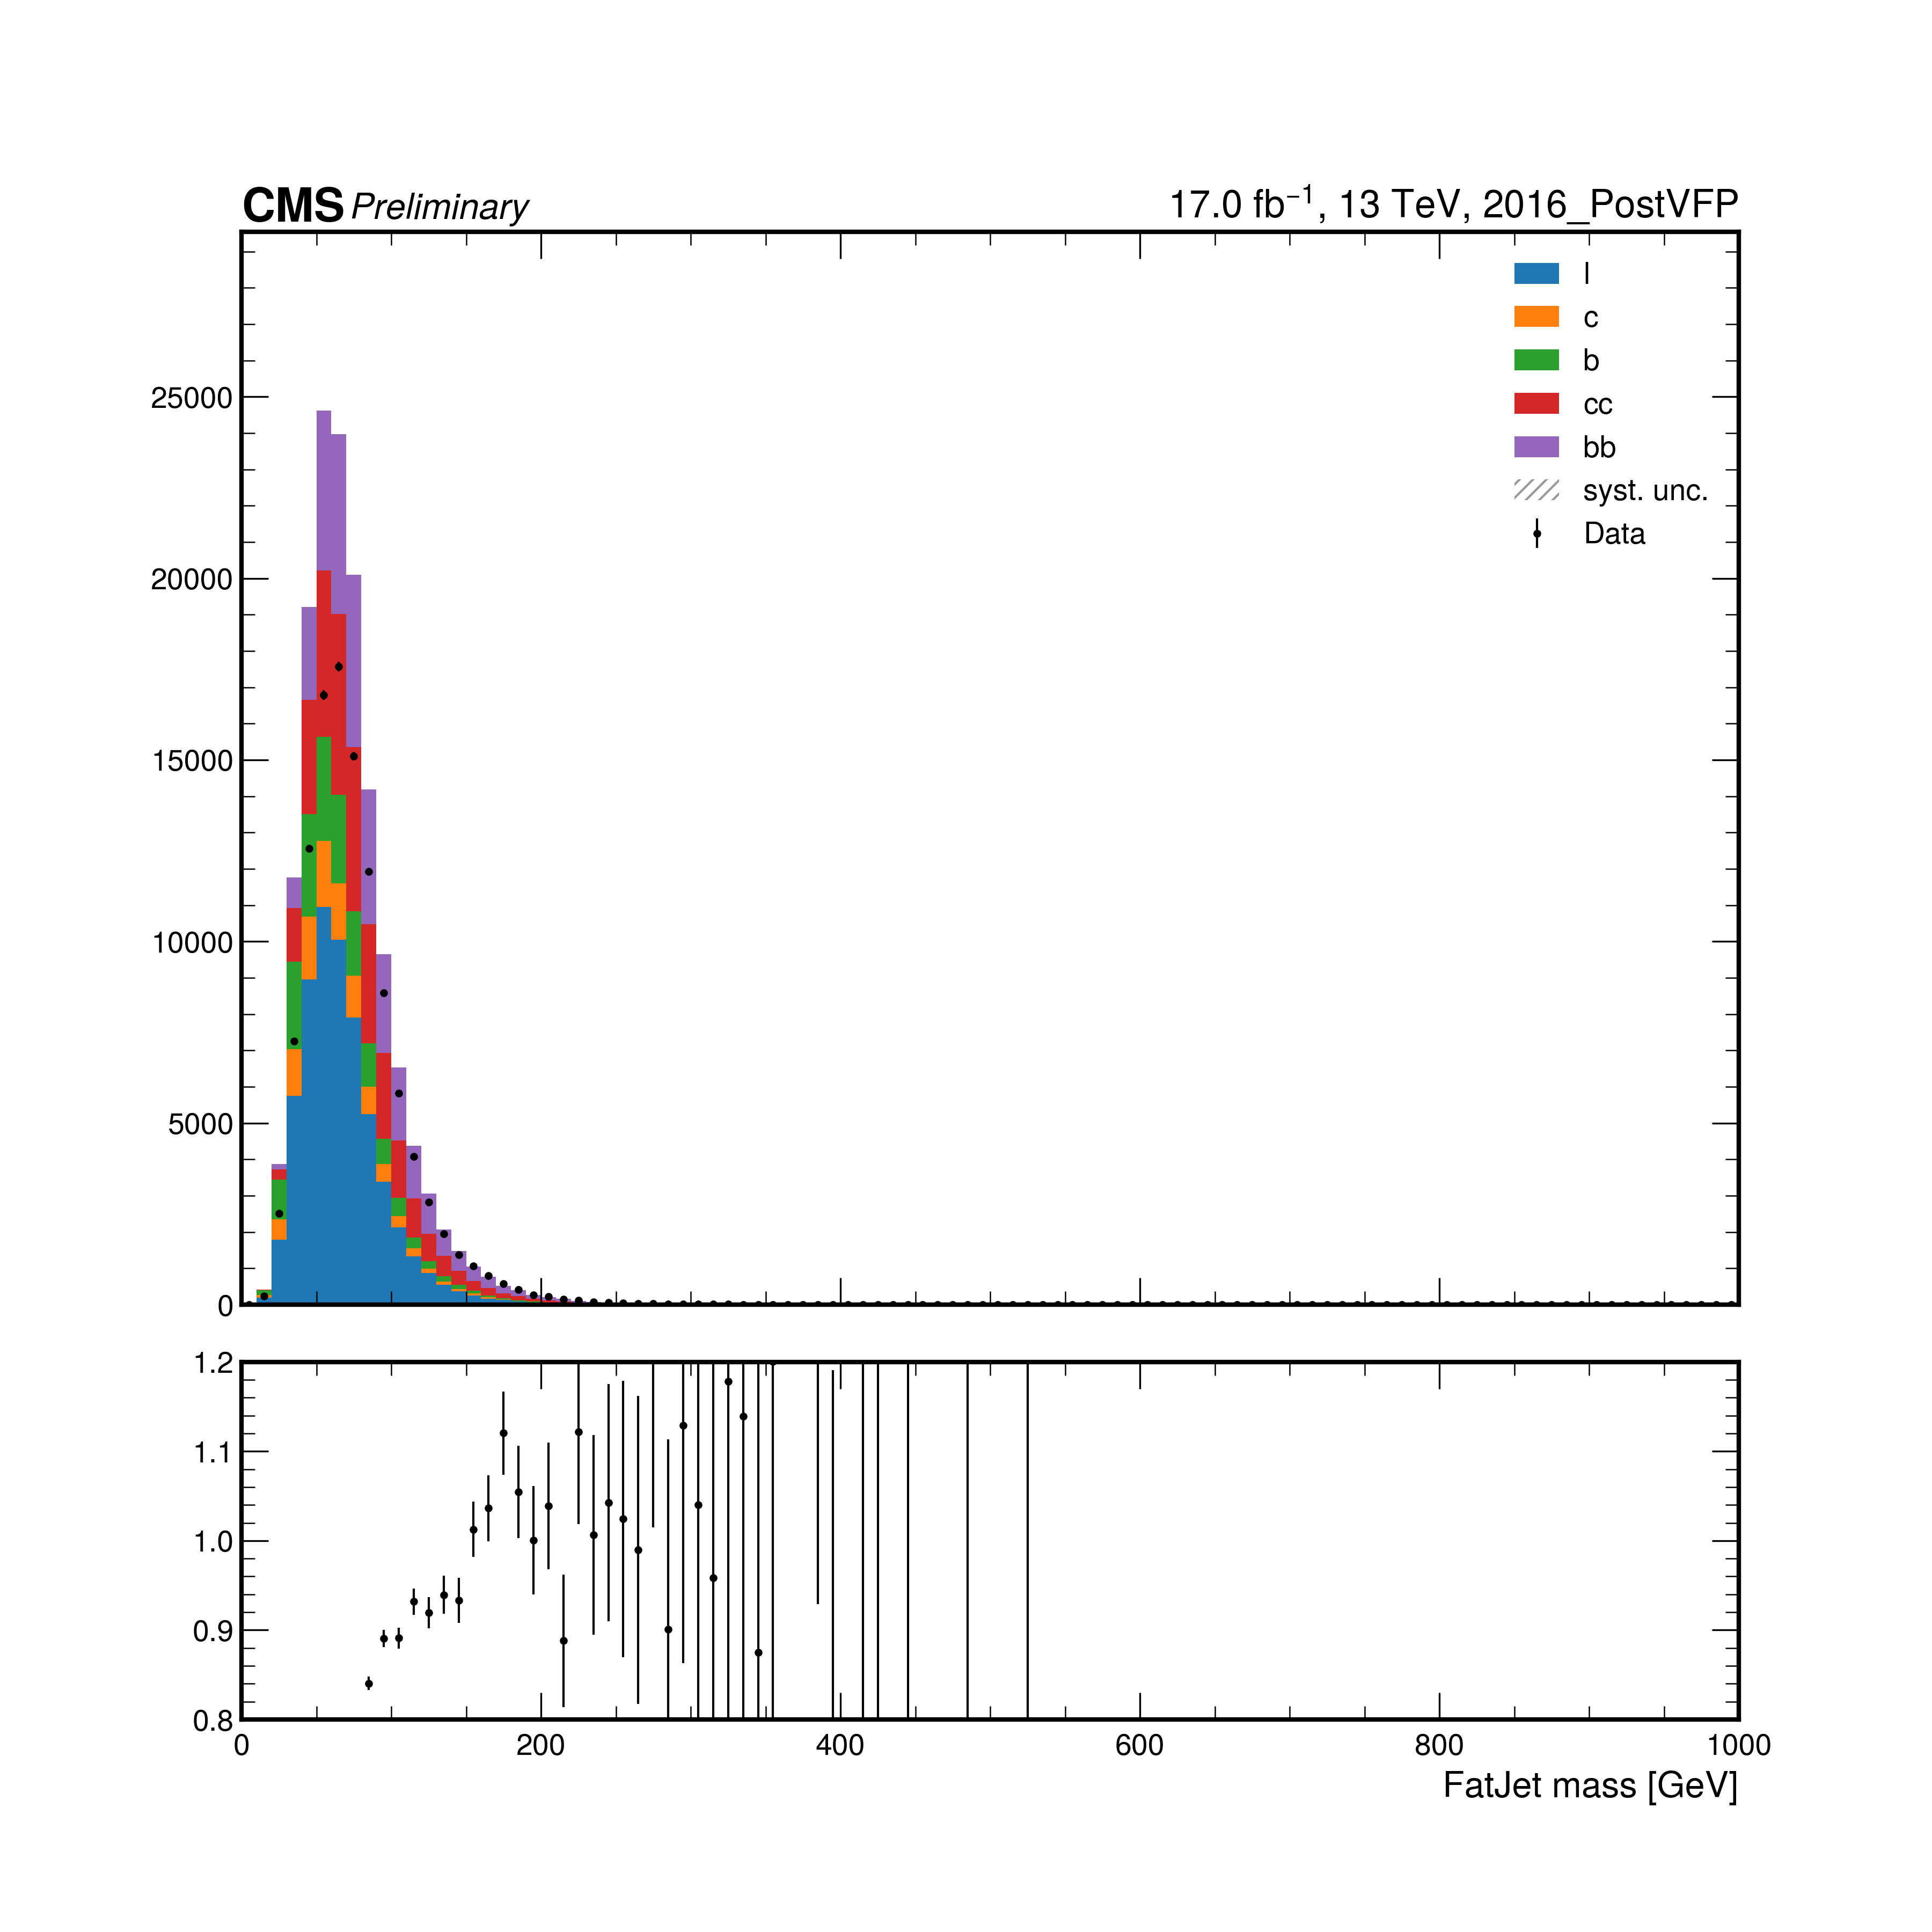 CMS Preliminary
17.0 fb⁻¹, 13 TeV, 2016_PostVFP
l
c
b
cc
bb
syst. unc.
Data
25000
20000
15000
10000
5000
0
1.2
1.1
1.0
0.9
0.8
0 200 400 600 800 1000
FatJet mass [GeV]